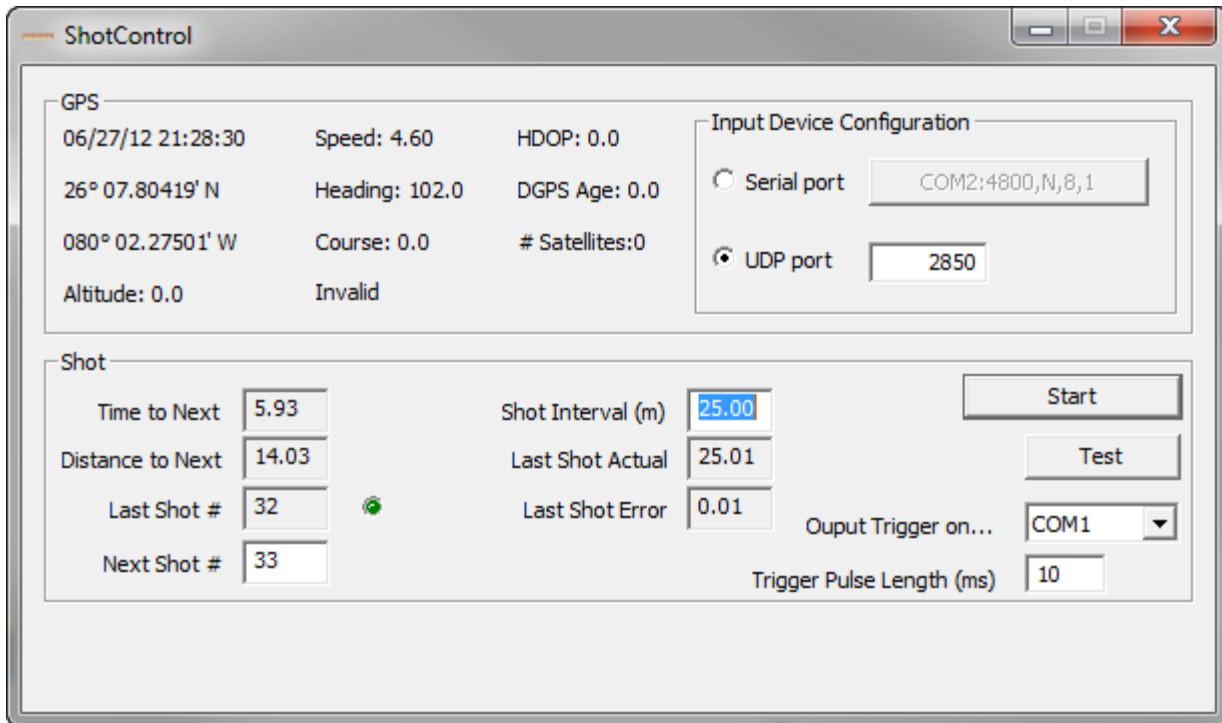 ShotControl
GPS
06/27/12 21:28:30 Speed: 4.60 HDOP: 0.0
26° 07.80419' N Heading: 102.0 DGPS Age: 0.0
080° 02.27501' W Course: 0.0 # Satellites:0
Altitude: 0.0 Invalid
Input Device Configuration
Serial port COM2:4800,N,8,1
UDP port 2850
Shot
Time to Next 5.93 Shot Interval (m) 25.00 Start
Distance to Next 14.03 Last Shot Actual 25.01 Test
Last Shot # 32 Last Shot Error 0.01 Ouput Trigger on... COM1
Next Shot # 33 Trigger Pulse Length (ms) 10